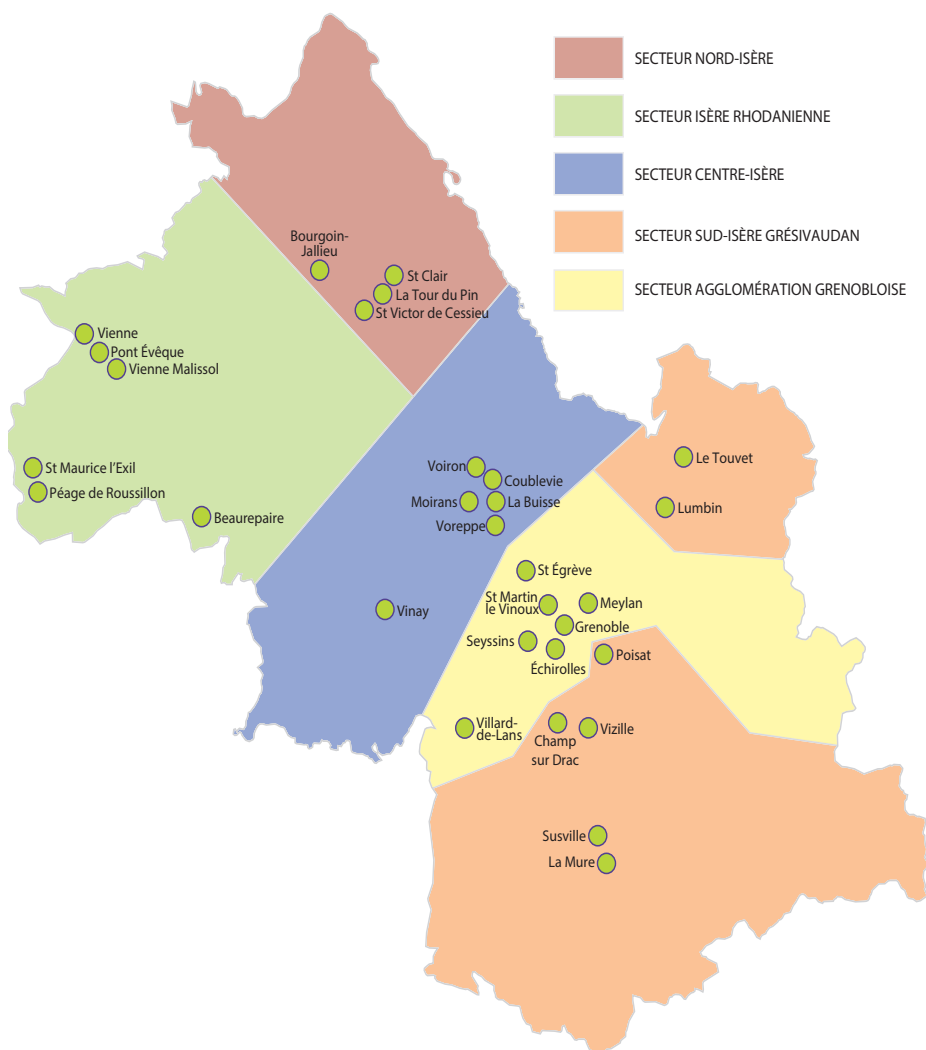 SECTEUR NORD-ISÈRE
SECTEUR ISÈRE RHODANIENNE
SECTEUR CENTRE-ISÈRE
SECTEUR SUD-ISÈRE GRÉSIVAUDAN
SECTEUR AGGLOMÉRATION GRENOBLOISE
Bourgoin-
Jallieu
St Clair
La Tour du Pin
St Victor de Cessieu
Vienne
Pont Évêque
Vienne Malissol
St Maurice l'Exil
Péage de Roussillon
Beaurepaire
Voiron
Coublevie
Moirans
La Buisse
Voreppe
Vinay
Le Touvet
Lumbin
St Égrève
St Martin
le Vinoux
Meylan
Grenoble
Seyssins
Échirolles
Poisat
Villard-
de-Lans
Champ
sur Drac
Vizille
Susville
La Mure